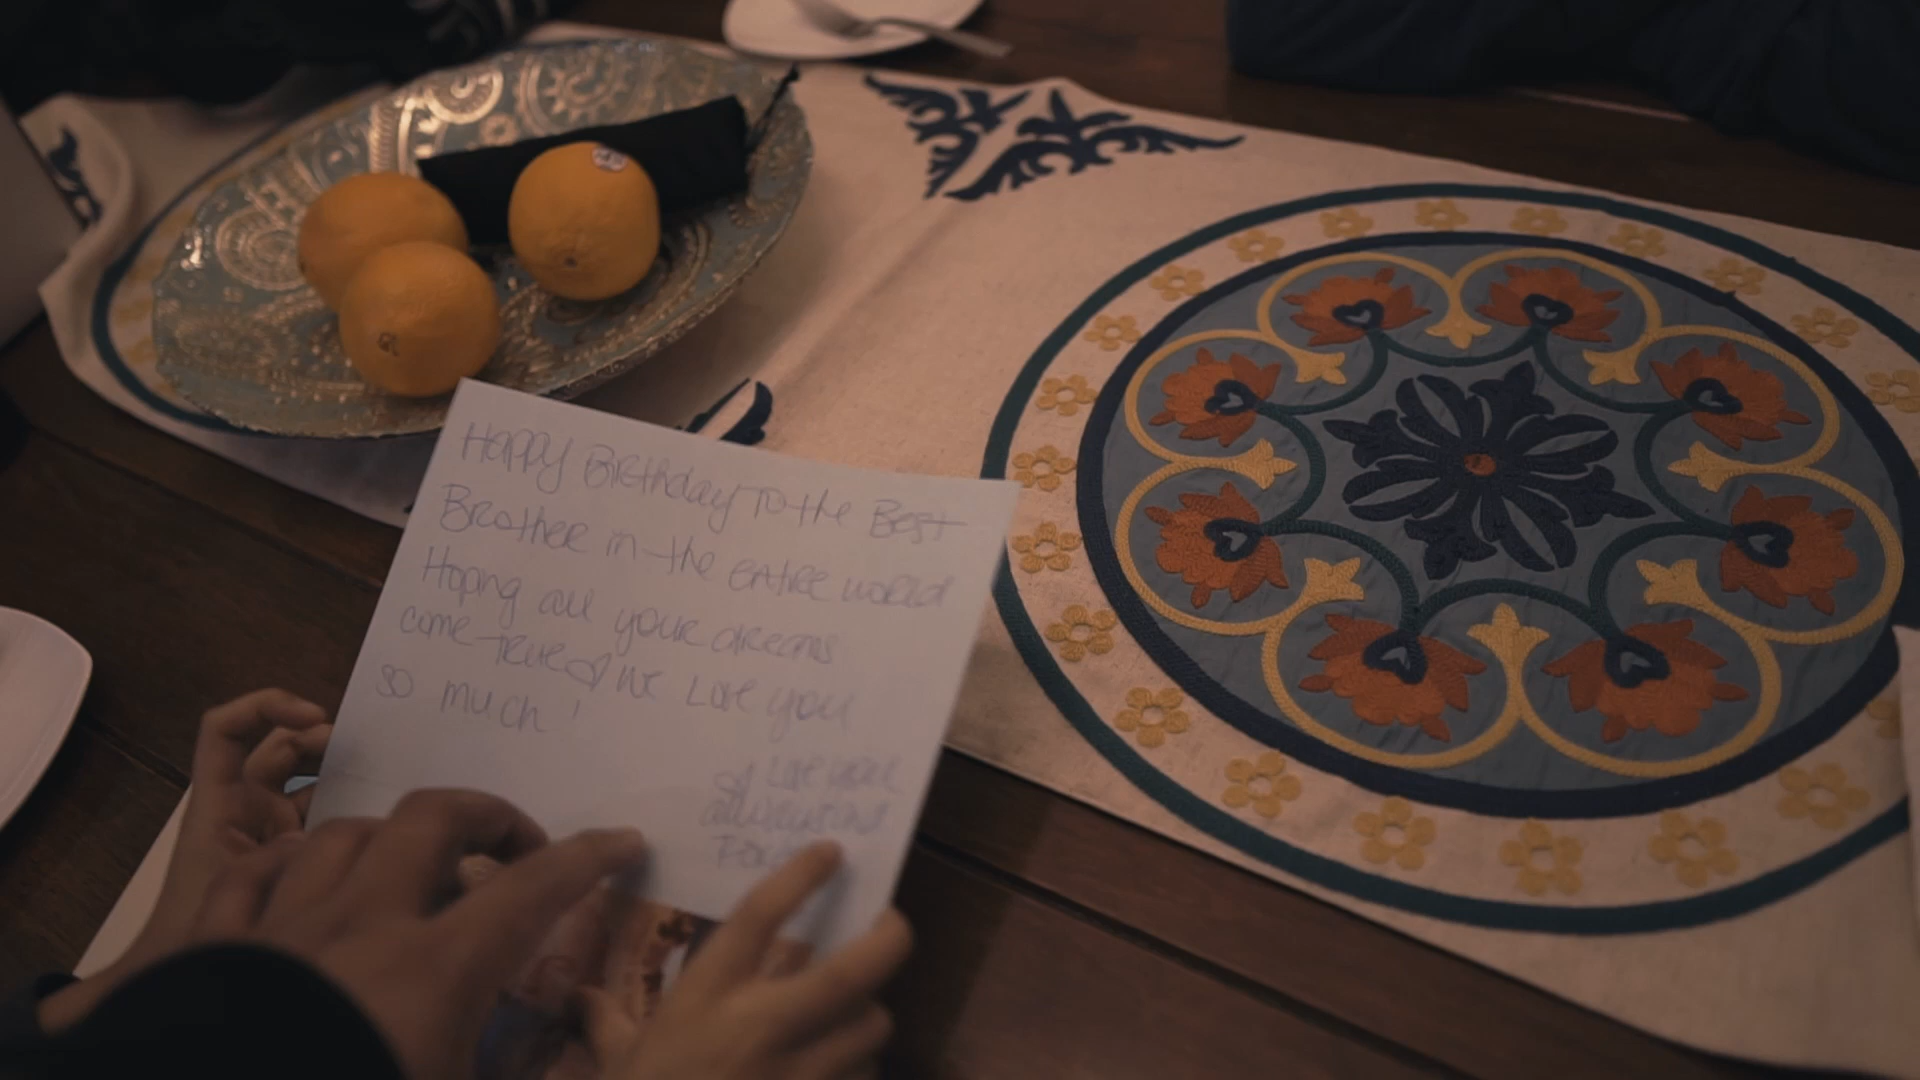 Happy Birthday to the Best
Brother in the entire world
Hoping all your dreams
come true & We Love you
so much!
Love